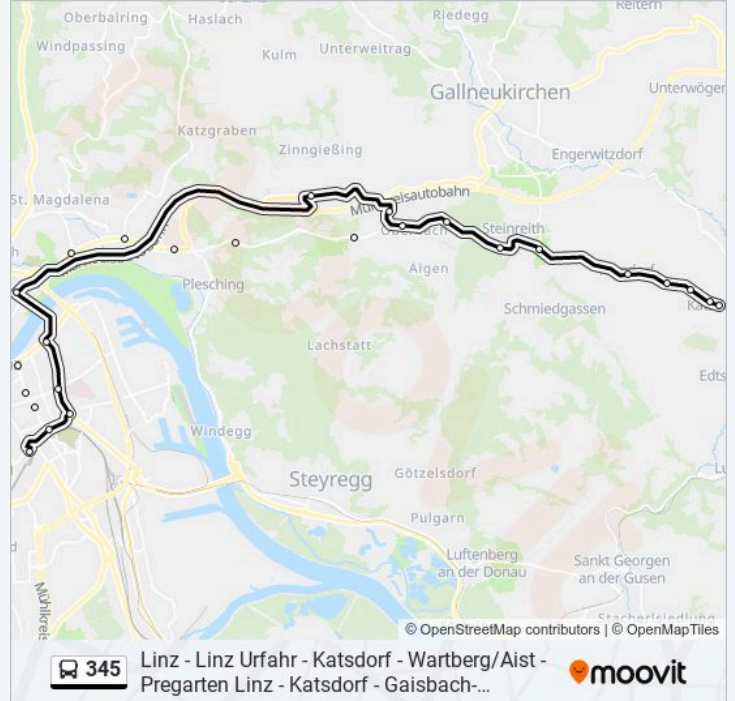 Oberbairing
Haslach
Windpassing
Kulm
Unterweitrag
Riedegg
Reitern
Gallneukirchen
Katzgraben
Zinngießing
Engerwitzdorf
St. Magdalena
Steinreith
Aigen
Plesching
Schmiedgassen
Lachstatt
Windegg
Steyregg
Götzelsdorf
Pulgarn
Luftenberg
an der Donau
Sankt Georgen
an der Gusen
© OpenStreetMap contributors | © OpenMapTiles
345
Linz - Linz Urfahr - Katsdorf - Wartberg/Aist -
Pregarten Linz - Katsdorf - Gaisbach-...
moovit